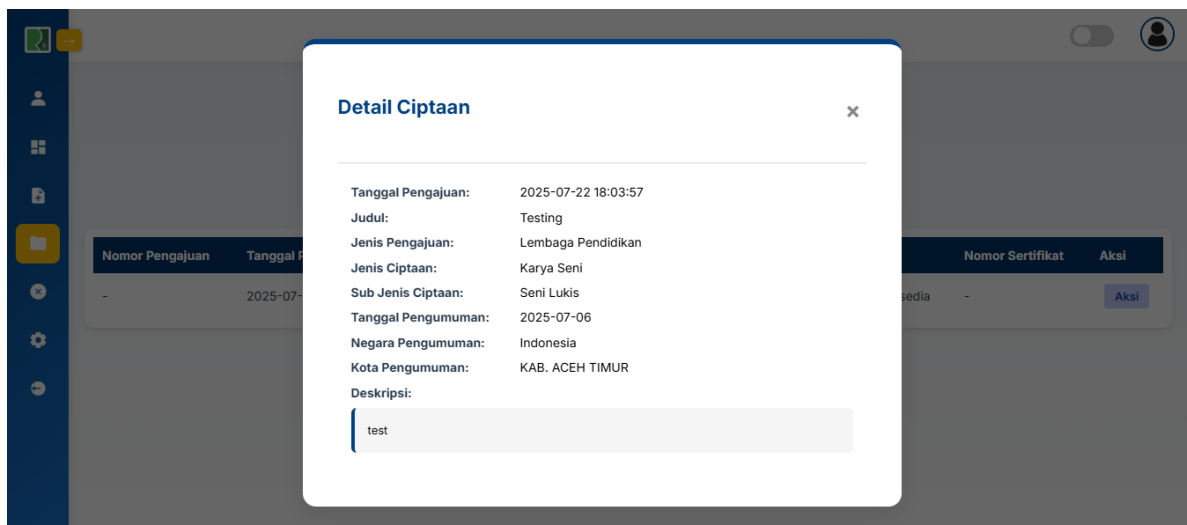 Detail Ciptaan
×
Tanggal Pengajuan: 2025-07-22 18:03:57
Judul: Testing
Jenis Pengajuan: Lembaga Pendidikan
Jenis Ciptaan: Karya Seni
Sub Jenis Ciptaan: Seni Lukis
Tanggal Pengumuman: 2025-07-06
Negara Pengumuman: Indonesia
Kota Pengumuman: KAB. ACEH TIMUR
Deskripsi:
test
Nomor Pengajuan Tanggal Nomor Sertifikat Aksi
- 2025-07- sedia - Aksi